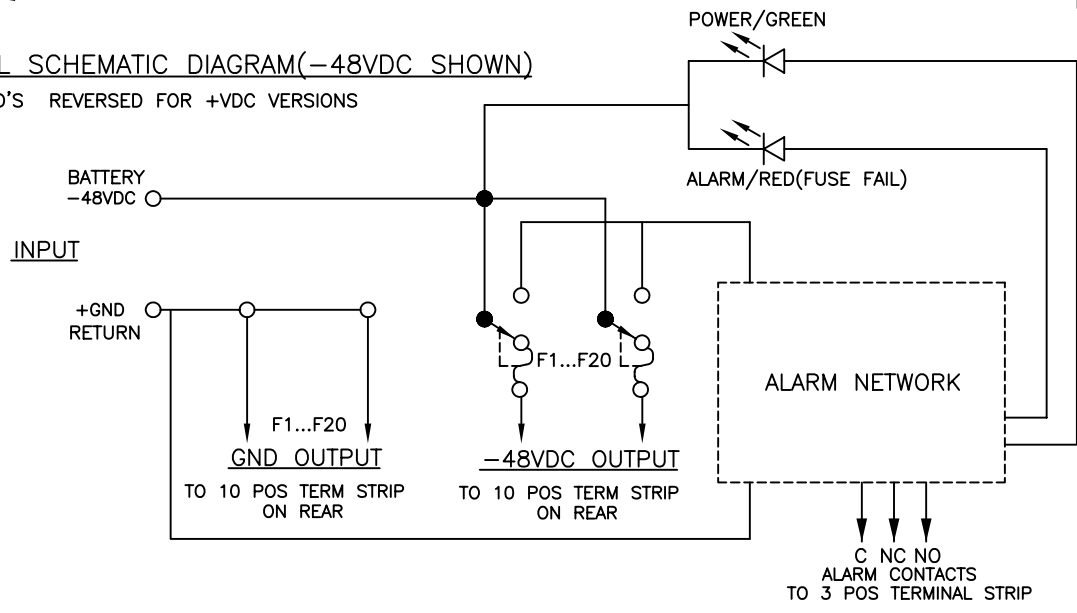 POWER/GREEN
SCHEMATIC DIAGRAM(-48VDC SHOWN)
REVERSED FOR +VDC VERSIONS
ALARM/RED(FUSE FAIL)
BATTERY
-48VDC
INPUT
+GND
RETURN
F1...F20
ALARM NETWORK
F1...F20
GND OUTPUT
-48VDC OUTPUT
TO 10 POS TERM STRIP
ON REAR
TO 10 POS TERM STRIP
ON REAR
C NC NO
ALARM CONTACTS
TO 3 POS TERMINAL STRIP